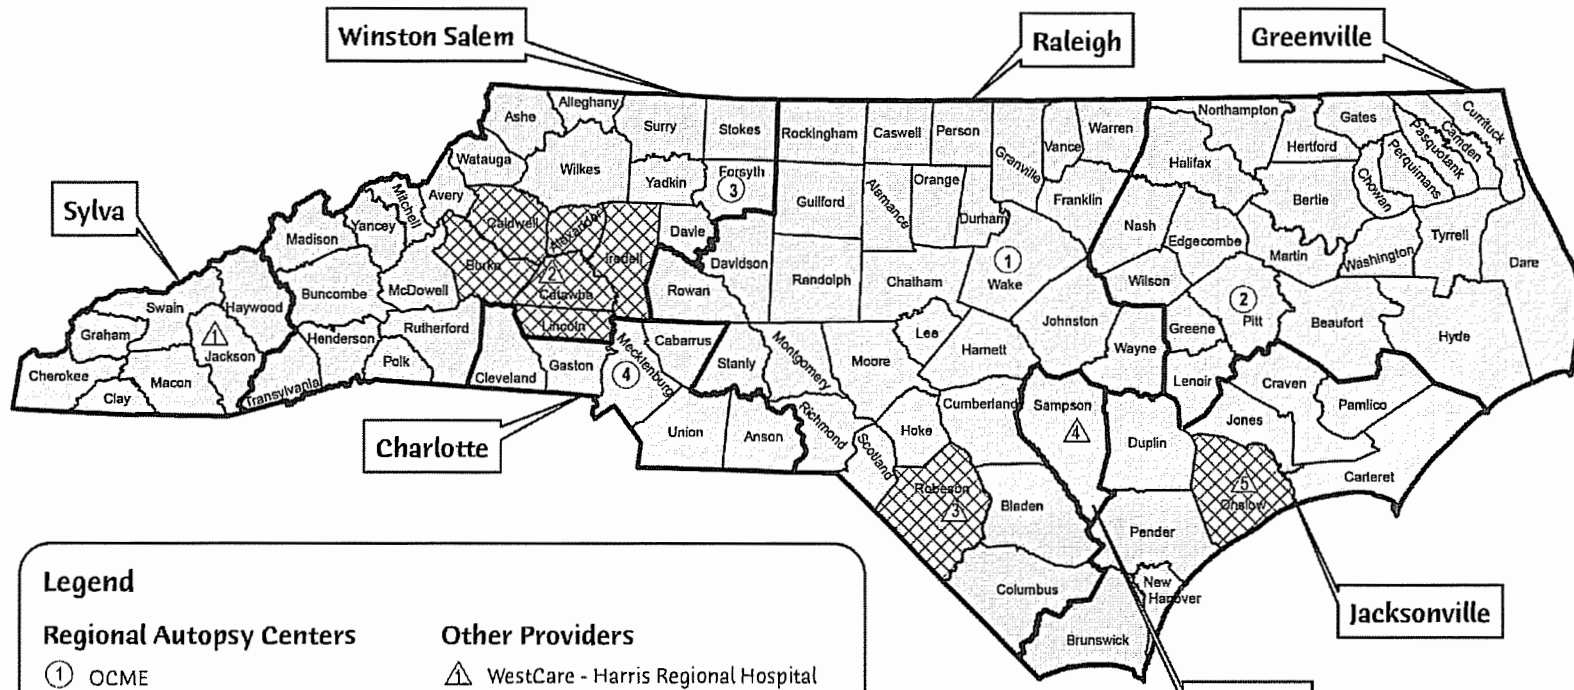 Winston Salem
Raleigh
Greenville
Sylva
Charlotte
Jacksonville
Ashe
Alleghany
Surry
Stokes
Rockingham
Caswell
Person
Granville
Vance
Warren
Northampton
Gates
Currituck
Camden
Pasquotank
Perquimans
Chowan
Hertford
Halifax
Bertie
Watauga
Wilkes
Yadkin
Forsyth
3
Guilford
Alamance
Orange
Durham
Franklin
Nash
Edgecombe
Martin
Washington
Tyrrell
Dare
Mitchell
Avery
Caldwell
Alexander
Iredell
Davie
Davidson
Randolph
Chatham
1
Wake
Wilson
2
Pitt
Beaufort
Hyde
Madison
Yancey
Buncombe
McDowell
Burke
2
Catawba
Lincoln
Rowan
Swain
Haywood
Graham
1
Jackson
Cherokee
Macon
Clay
Transylvania
Henderson
Polk
Rutherford
Cleveland
Gaston
Mecklenburg
4
Cabarrus
Stanly
Montgomery
Moore
Lee
Harnett
Johnston
Wayne
Greene
Lenoir
Craven
Pamlico
Jones
Carteret
Union
Anson
Richmond
Scotland
Hoke
Cumberland
Sampson
4
Duplin
5
Onslow
Robeson
3
Bladen
Pender
Columbus
New
Hanover
Brunswick
Legend
Regional Autopsy Centers
1 OCME
Other Providers
1 WestCare - Harris Regional Hospital